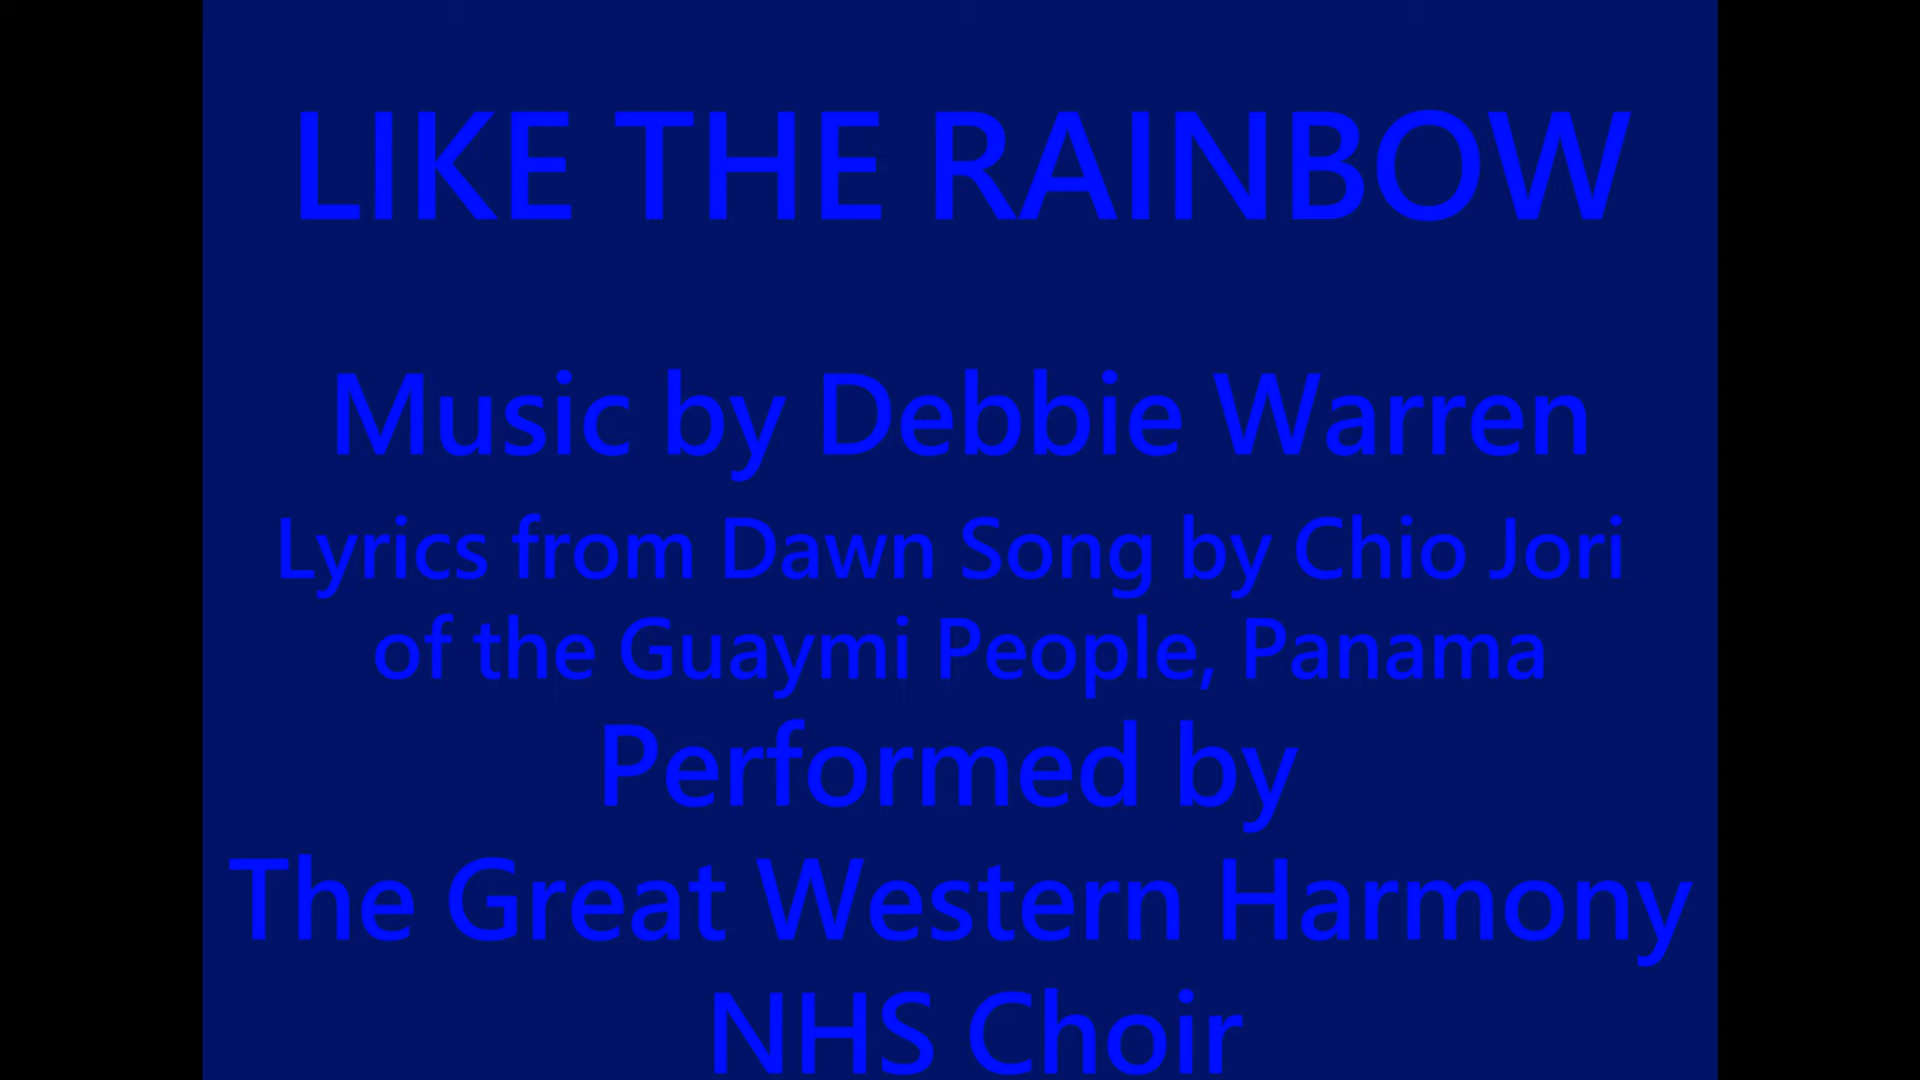 LIKE THE RAINBOW
Music by Debbie Warren
Lyrics from Dawn Song by Chio Jori
of the Guaymi People, Panama
Performed by
The Great Western Harmony
NHS Choir